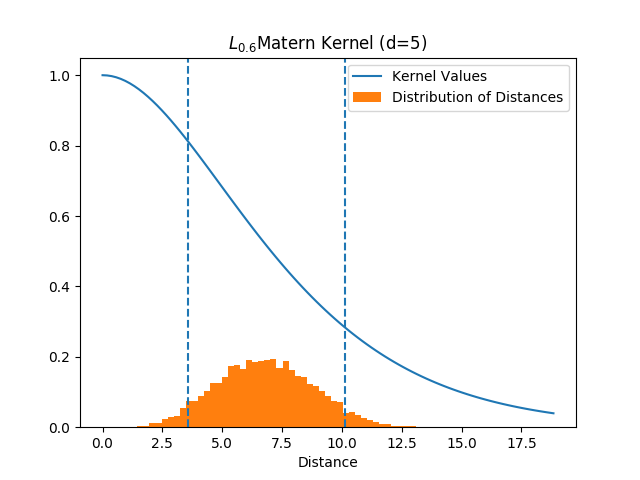 L0.6Matern Kernel (d=5)
Kernel Values
Distribution of Distances
1.0
0.8
0.6
0.4
0.2
0.0
0.0 2.5 5.0 7.5 10.0 12.5 15.0 17.5
Distance